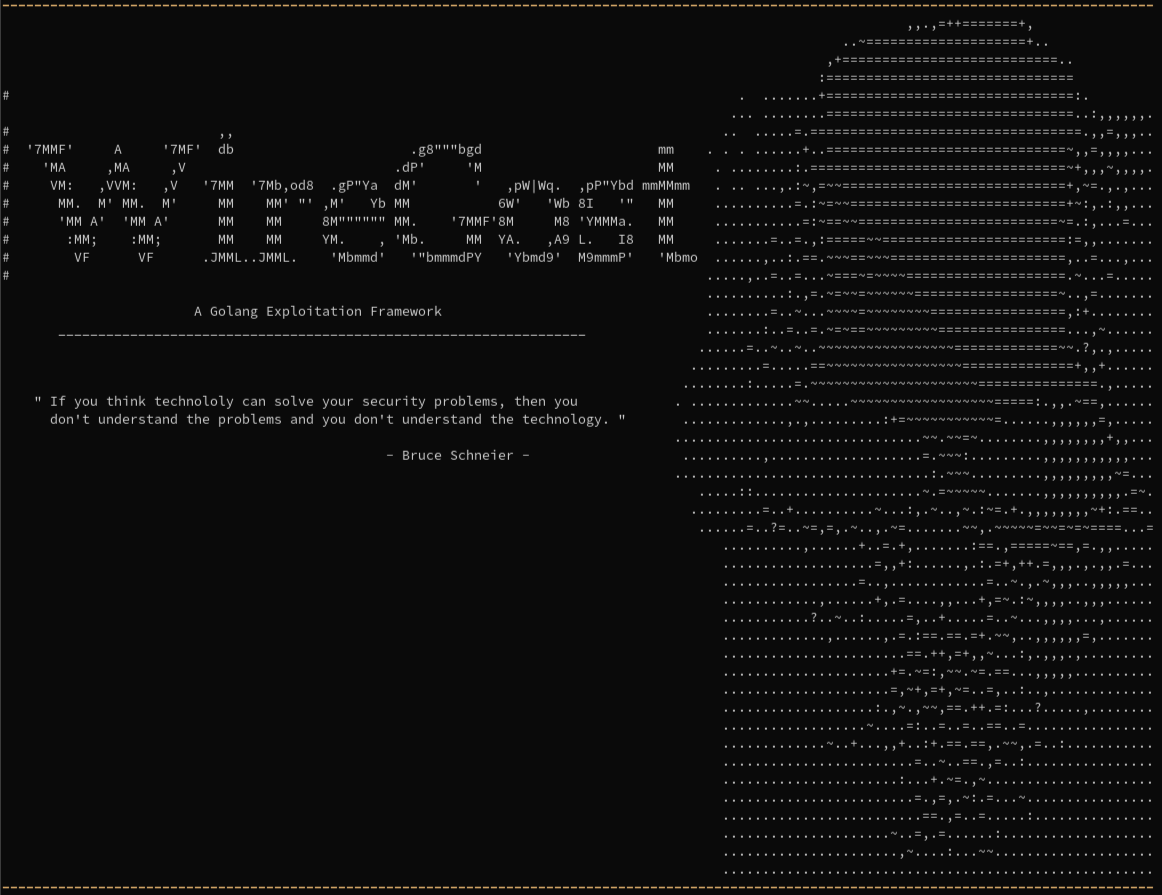 WireGost
A Golang Exploitation Framework
" If you think technololy can solve your security problems, then you
don't understand the problems and you don't understand the technology. "
– Bruce Schneier –